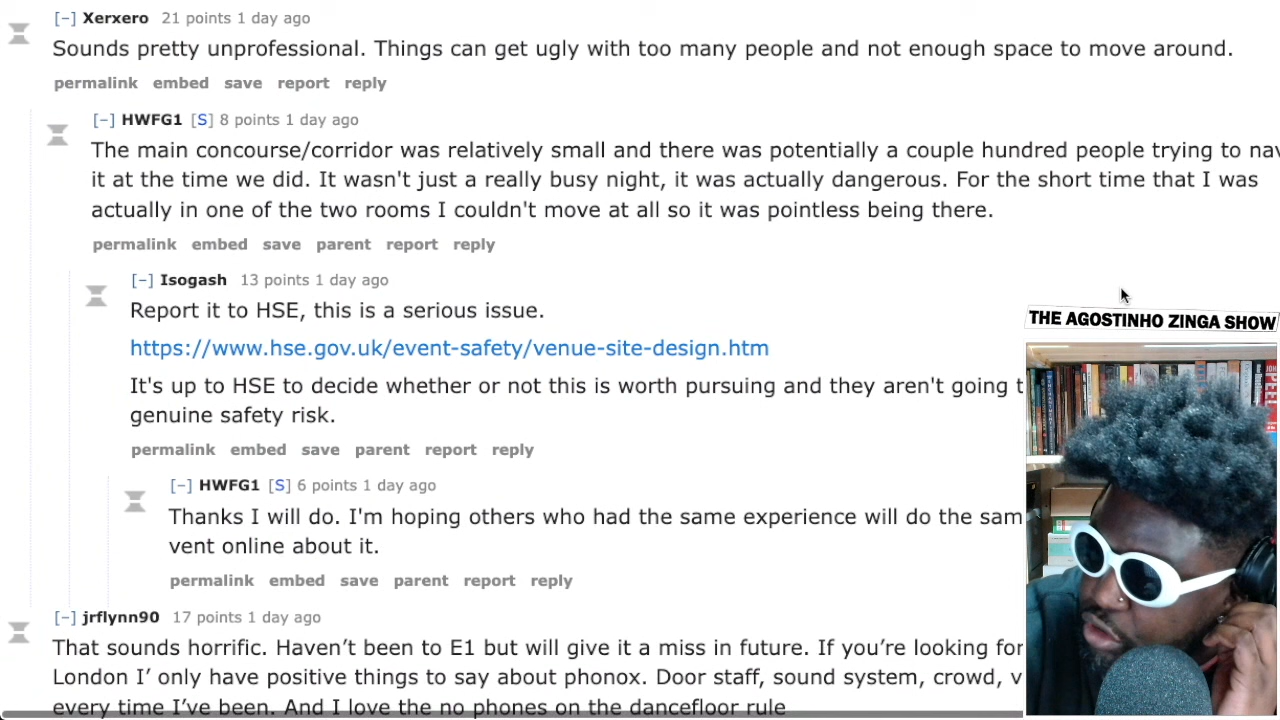 [-] Xerxero 21 points 1 day ago
Sounds pretty unprofessional. Things can get ugly with too many people and not enough space to move around.
permalink embed save report reply
[-] HWFG1 [S] 8 points 1 day ago
The main concourse/corridor was relatively small and there was potentially a couple hundred people trying to
it at the time we did. It wasn't just a really busy night, it was actually dangerous. For the short time that I was
actually in one of the two rooms I couldn't move at all so it was pointless being there.
permalink embed save parent report reply
[-] Isogash 13 points 1 day ago
Report it to HSE, this is a serious issue.
https://www.hse.gov.uk/event-safety/venue-site-design.htm
It's up to HSE to decide whether or not this is worth pursuing and they aren't going
genuine safety risk.
permalink embed save parent report reply
[-] HWFG1 [S] 6 points 1 day ago
Thanks I will do. I'm hoping others who had the same experience will do the
vent online about it.
permalink embed save parent report reply
[-] jrflynn90 17 points 1 day ago
That sounds horrific. Haven't been to E1 but will give it a miss in future. If you're looking for
London I' only have positive things to say about phonox. Door staff, sound system, crowd,
every time I've been. And I love the no phones on the dancefloor rule
THE AGOSTINHO ZINGA SHOW